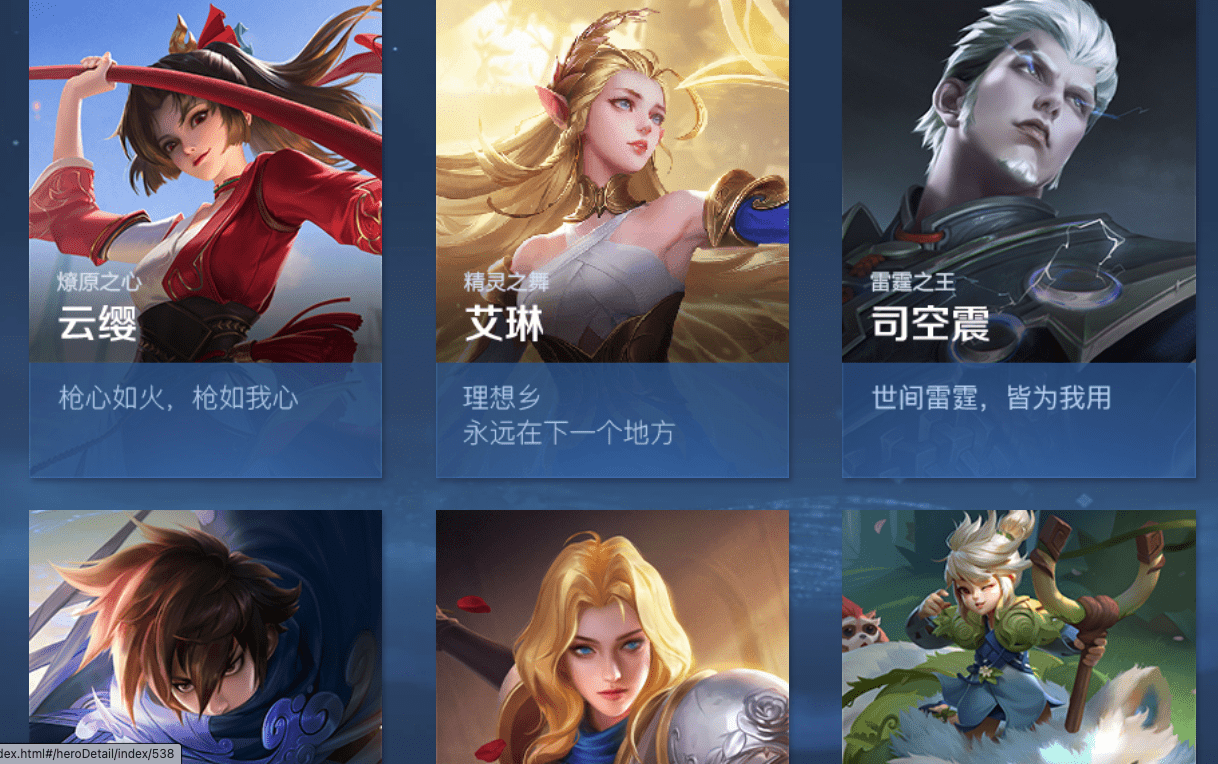 燎原之心
云缨
枪心如火，枪如我心
精灵之舞
艾琳
理想乡
永远在下一个地方
雷霆之王
司空震
世间雷霆，皆为我用
dex.html#/heroDetail/index/538